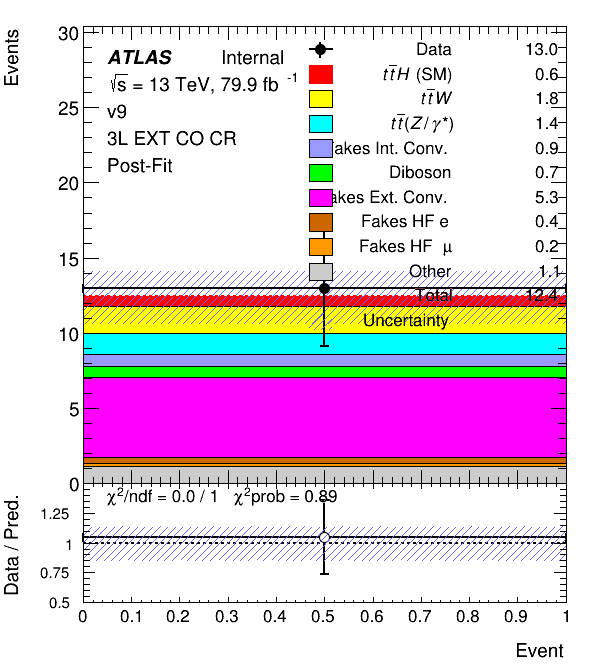 Events
30
25
20
15
10
5
0
ATLAS Internal
√s = 13 TeV, 79.9 fb⁻¹
v9
3L EXT CO CR
Post-Fit
Data 13.0
tt̅H (SM) 0.6
tt̅W 1.8
tt̅(Z/γ*) 1.4
akes Int. Conv. 0.9
Diboson 0.7
akes Ext. Conv. 5.3
Fakes HF e 0.4
Fakes HF μ 0.2
Other 1.1
Total 12.4
Uncertainty
χ²/ndf = 0.0 / 1 χ²prob = 0.89
Data / Pred.
1.25
1
0.75
0.5
0 0.1 0.2 0.3 0.4 0.5 0.6 0.7 0.8 0.9 1
Event